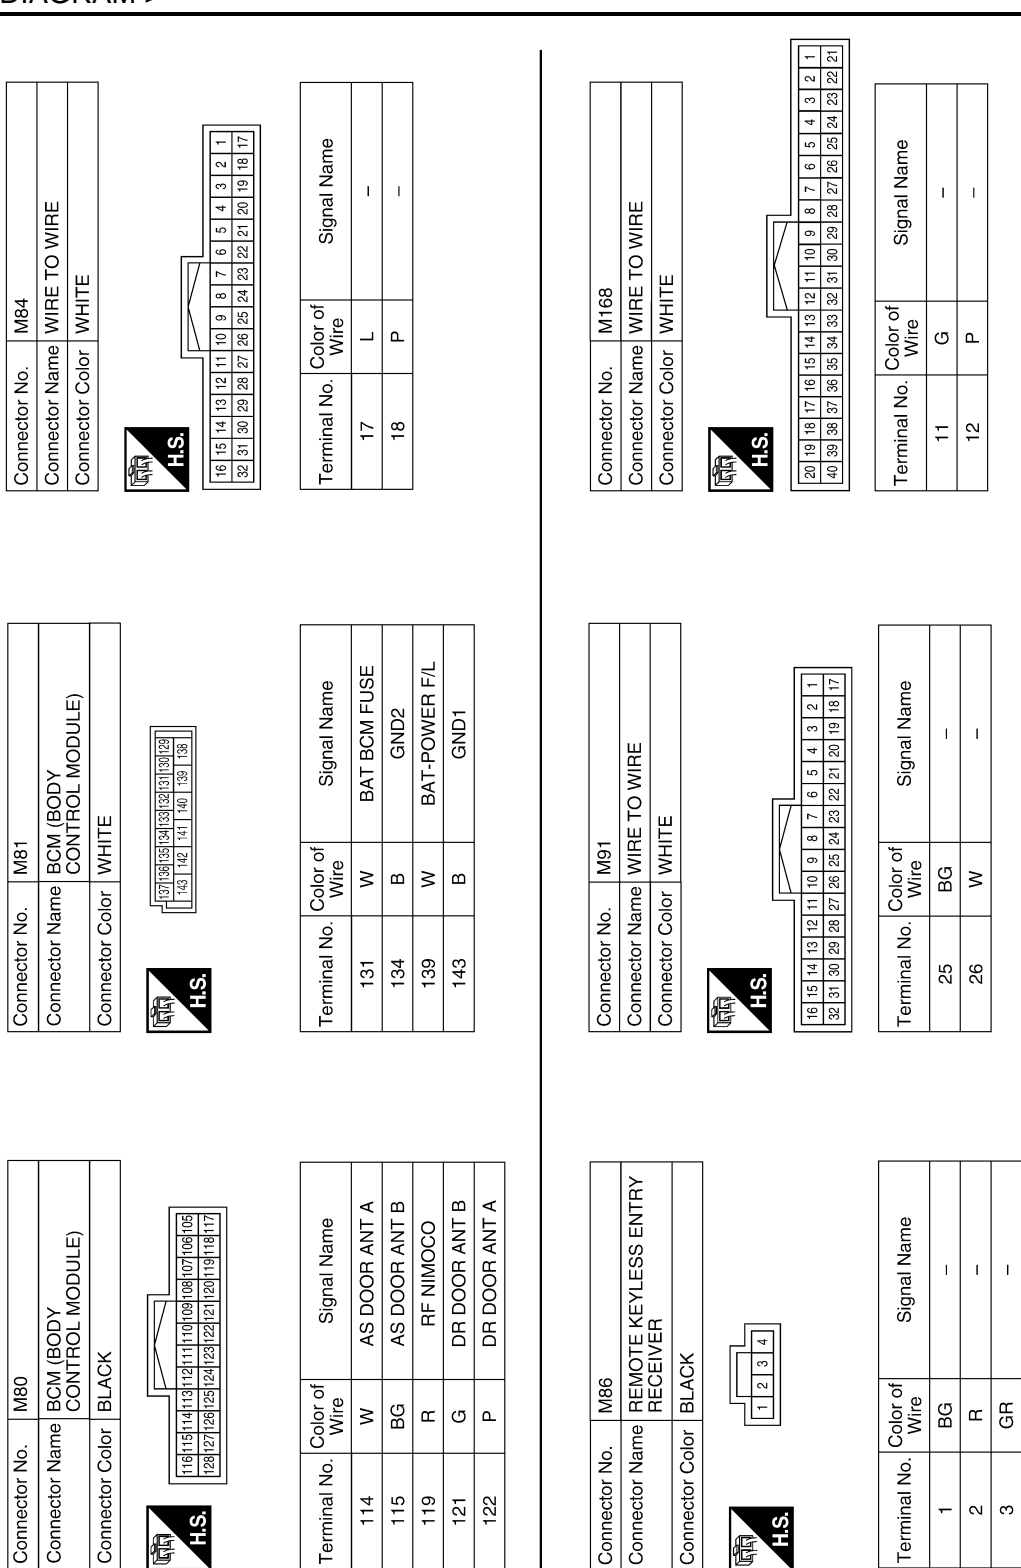 DIAGRAM >
Connector No. M80
Connector Name BCM (BODY
CONTROL MODULE)
Connector Color BLACK
H.S.
116 115 114 113 112 111 110 109 108 107 106 105
128 127 126 125 124 123 122 121 120 119 118 117
Terminal No. Color of Wire Signal Name
114 W AS DOOR ANT A
115 BG AS DOOR ANT B
119 R RF NIMOCO
121 G DR DOOR ANT B
122 P DR DOOR ANT A
Connector No. M81
Connector Name BCM (BODY
CONTROL MODULE)
Connector Color WHITE
H.S.
137 136 135 134 133 132 131 130 129
143 142 141 140 139 138
Terminal No. Color of Wire Signal Name
131 W BAT BCM FUSE
134 B GND2
139 W BAT-POWER F/L
143 B GND1
Connector No. M84
Connector Name WIRE TO WIRE
Connector Color WHITE
H.S.
16 15 14 13 12 11 10 9 8 7 6 5 4 3 2 1
32 31 30 29 28 27 26 25 24 23 22 21 20 19 18 17
Terminal No. Color of Wire Signal Name
17 L –
18 P –
Connector No. M86
Connector Name REMOTE KEYLESS ENTRY
RECEIVER
Connector Color BLACK
H.S.
1 2 3 4
Terminal No. Color of Wire Signal Name
1 BG –
2 R –
3 GR –
Connector No. M91
Connector Name WIRE TO WIRE
Connector Color WHITE
H.S.
16 15 14 13 12 11 10 9 8 7 6 5 4 3 2 1
32 31 30 29 28 27 26 25 24 23 22 21 20 19 18 17
Terminal No. Color of Wire Signal Name
25 BG –
26 W –
Connector No. M168
Connector Name WIRE TO WIRE
Connector Color WHITE
H.S.
20 19 18 17 16 15 14 13 12 11 10 9 8 7 6 5 4 3 2 1
40 39 38 37 36 35 34 33 32 31 30 29 28 27 26 25 24 23 22 21
Terminal No. Color of Wire Signal Name
11 G –
12 P –